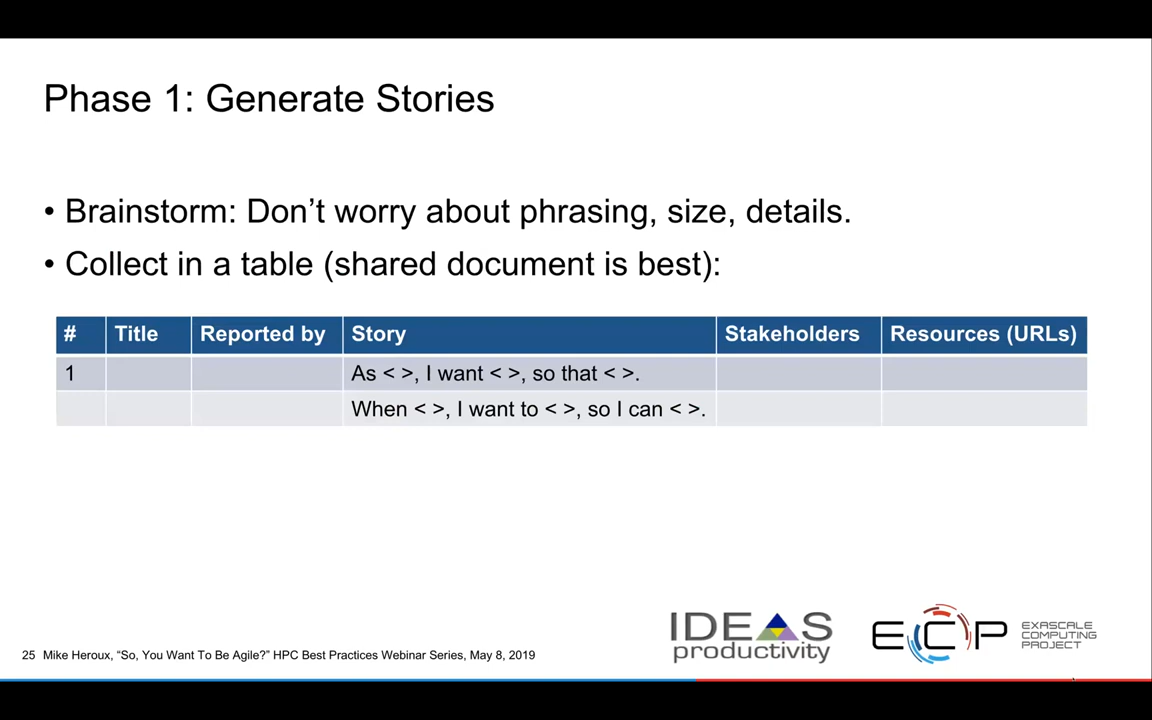 Phase 1: Generate Stories
• Brainstorm: Don’t worry about phrasing, size, details.
• Collect in a table (shared document is best):
# Title Reported by Story Stakeholders Resources (URLs)
1 As < >, I want < >, so that < >.
When < >, I want to < >, so I can < >.
IDEAS
productivity
ECP
EXASCALE
COMPUTING
PROJECT
25 Mike Heroux, “So, You Want To Be Agile?” HPC Best Practices Webinar Series, May 8, 2019